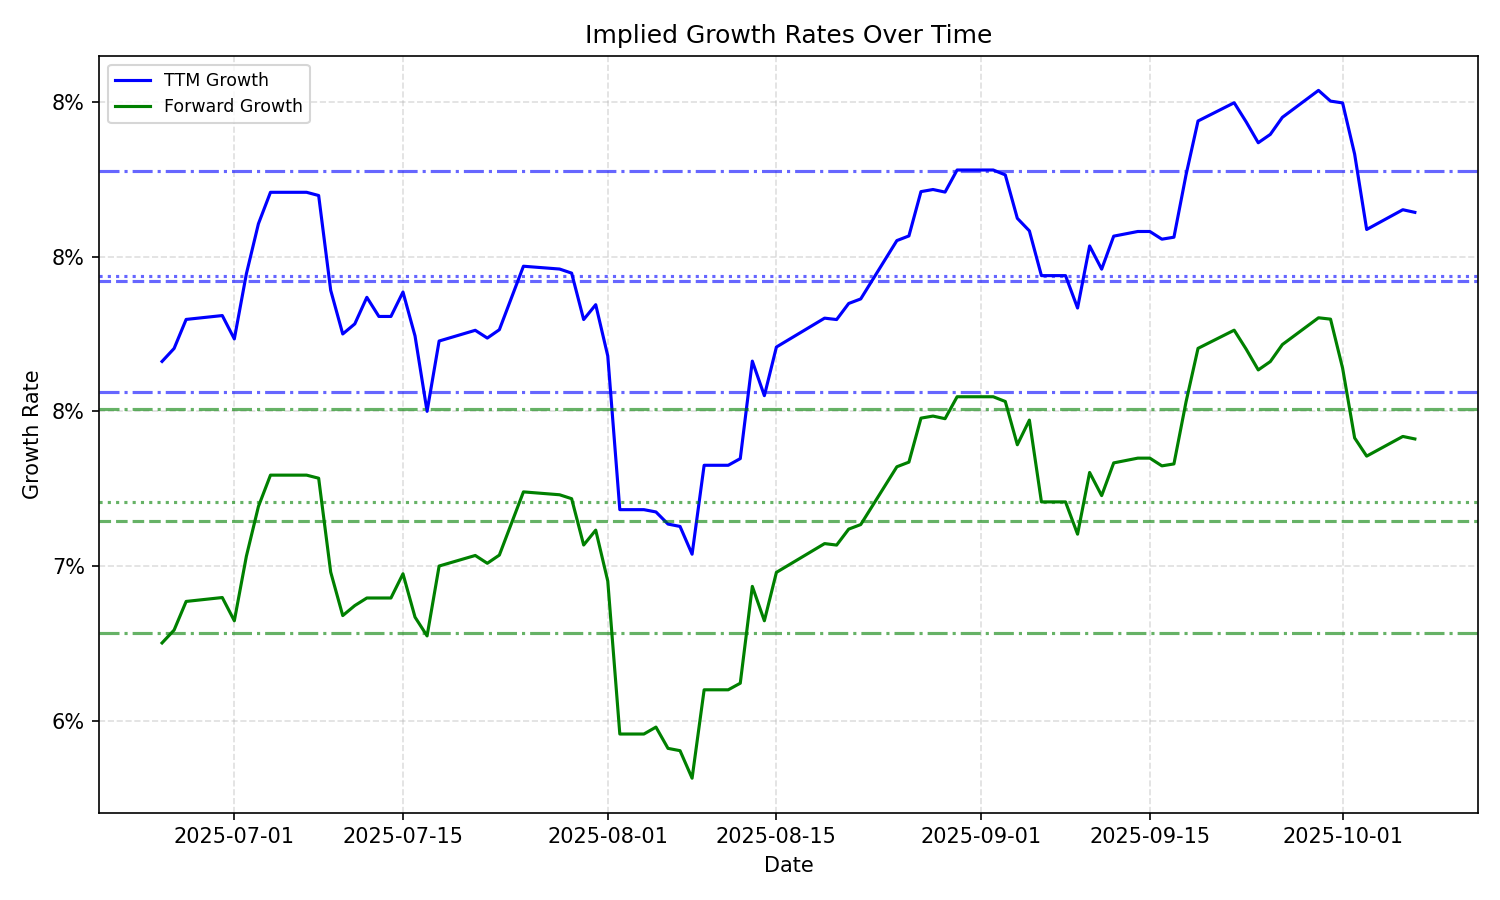 Implied Growth Rates Over Time
TTM Growth
Forward Growth
8%
8%
8%
7%
6%
Growth Rate
2025-07-01
2025-07-15
2025-08-01
2025-08-15
2025-09-01
2025-09-15
2025-10-01
Date